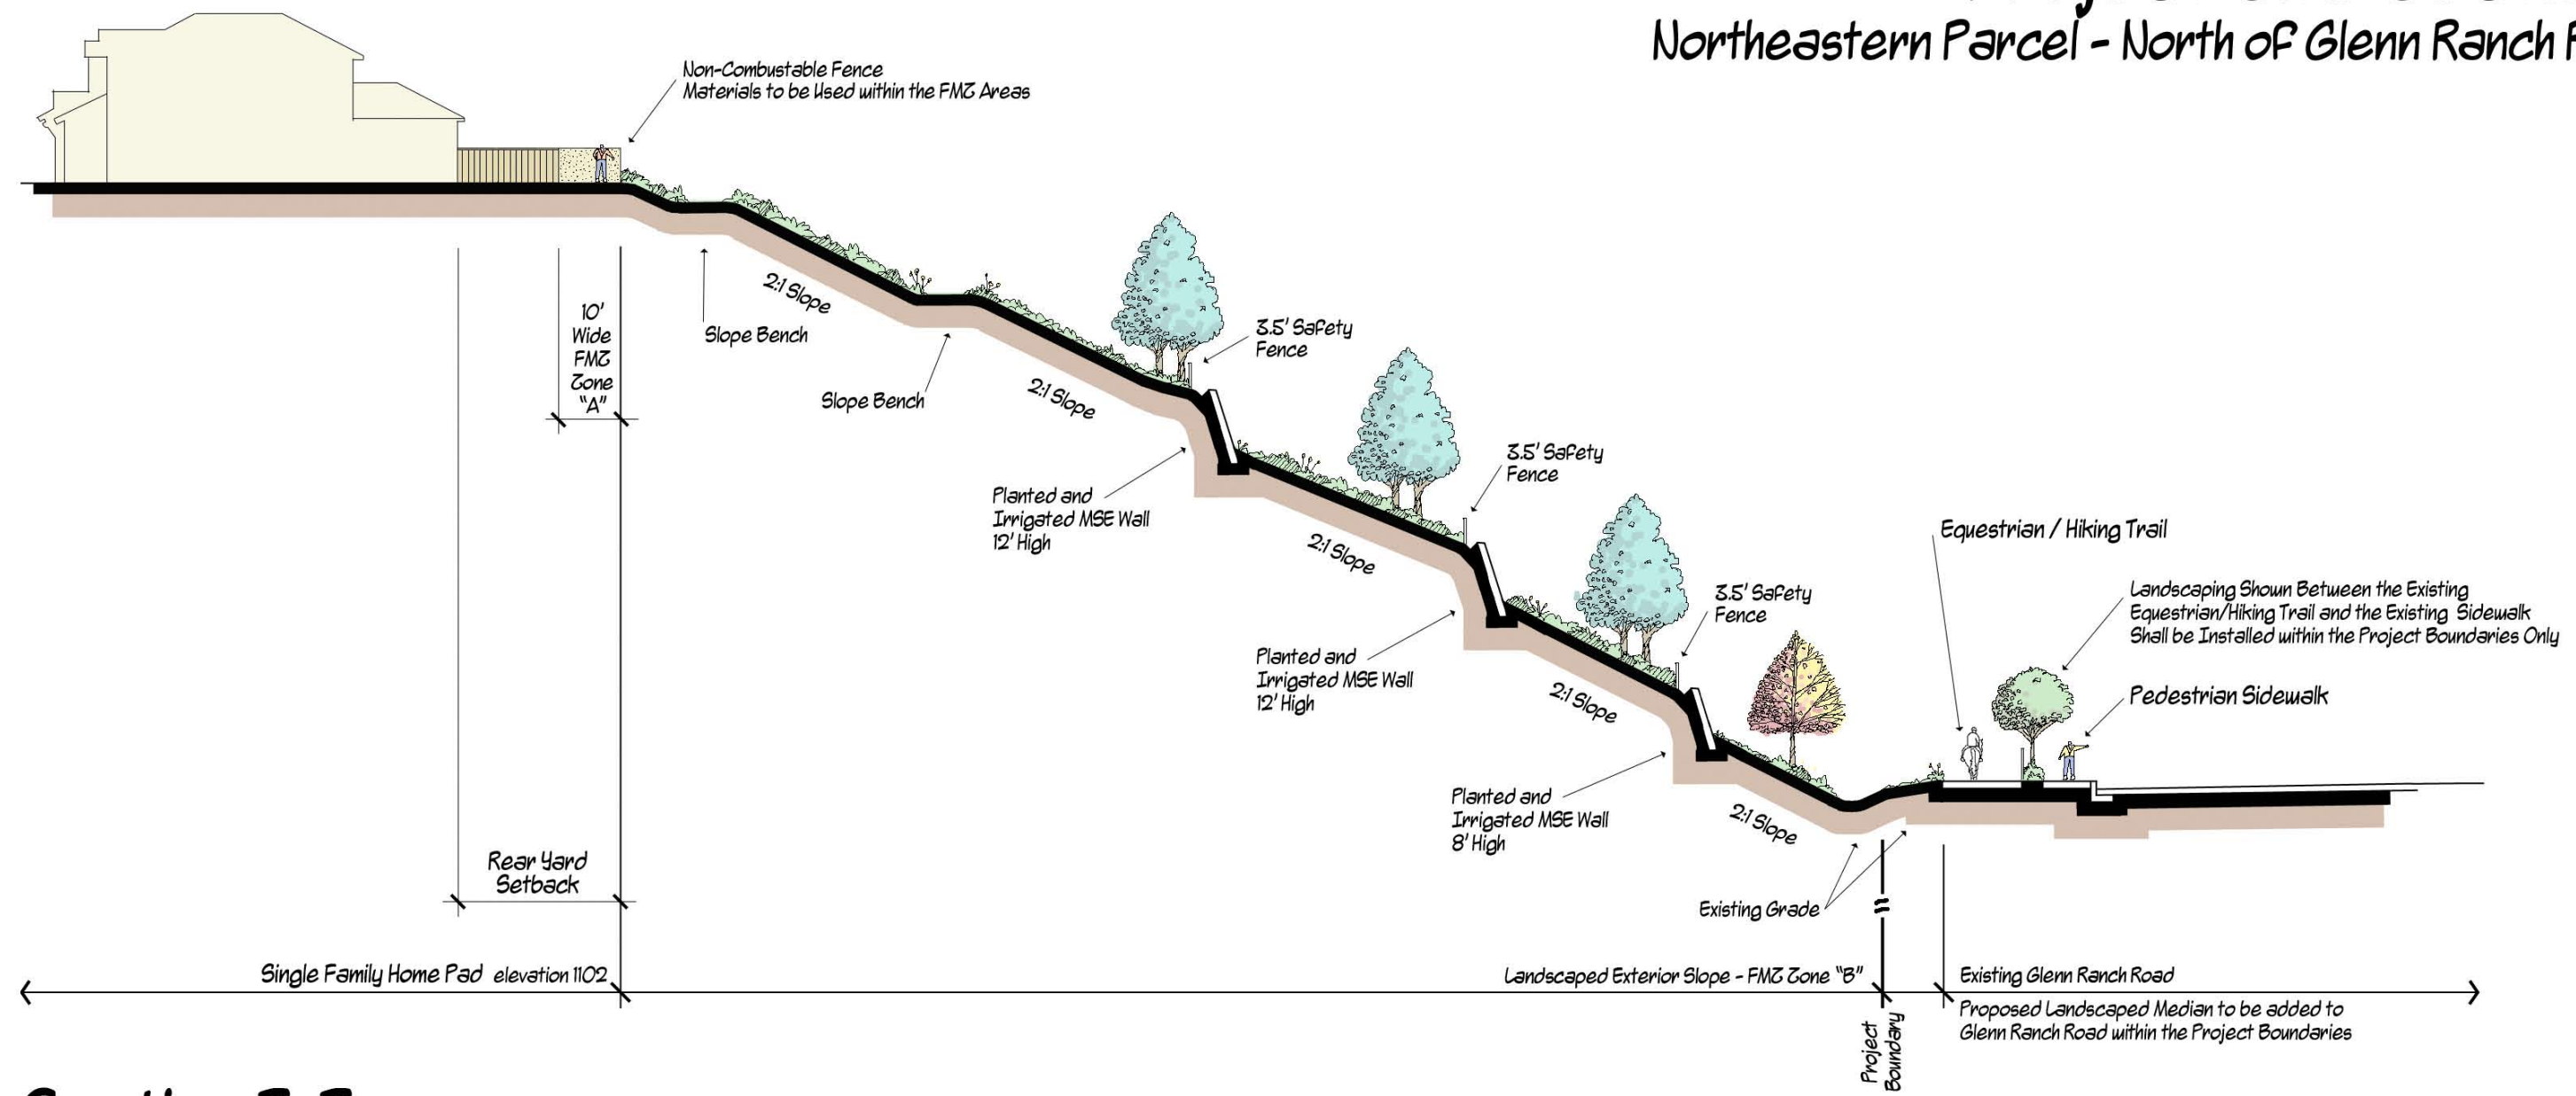 Northeastern Parcel - North of Glenn Ranch
Non-Combustable Fence
Materials to be Used within the FMZ Areas
10'
Wide
FMZ
Zone
"A"
2:1 Slope
Slope Bench
Slope Bench
2:1 Slope
3.5' Safety
Fence
Planted and
Irrigated MSE Wall
12' High
3.5' Safety
Fence
2:1 Slope
Planted and
Irrigated MSE Wall
12' High
3.5' Safety
Fence
2:1 Slope
Planted and
Irrigated MSE Wall
8' High
2:1 Slope
Equestrian / Hiking Trail
Landscaping Shown Between the Existing
Equestrian/Hiking Trail and the Existing Sidewalk
Shall be Installed within the Project Boundaries Only
Pedestrian Sidewalk
Existing Grade
Rear Yard
Setback
Single Family Home Pad elevation 1102
Landscaped Exterior Slope - FMZ Zone "B"
Existing Glenn Ranch Road
Proposed Landscaped Median to be added to
Glenn Ranch Road within the Project Boundaries
Project
Boundary